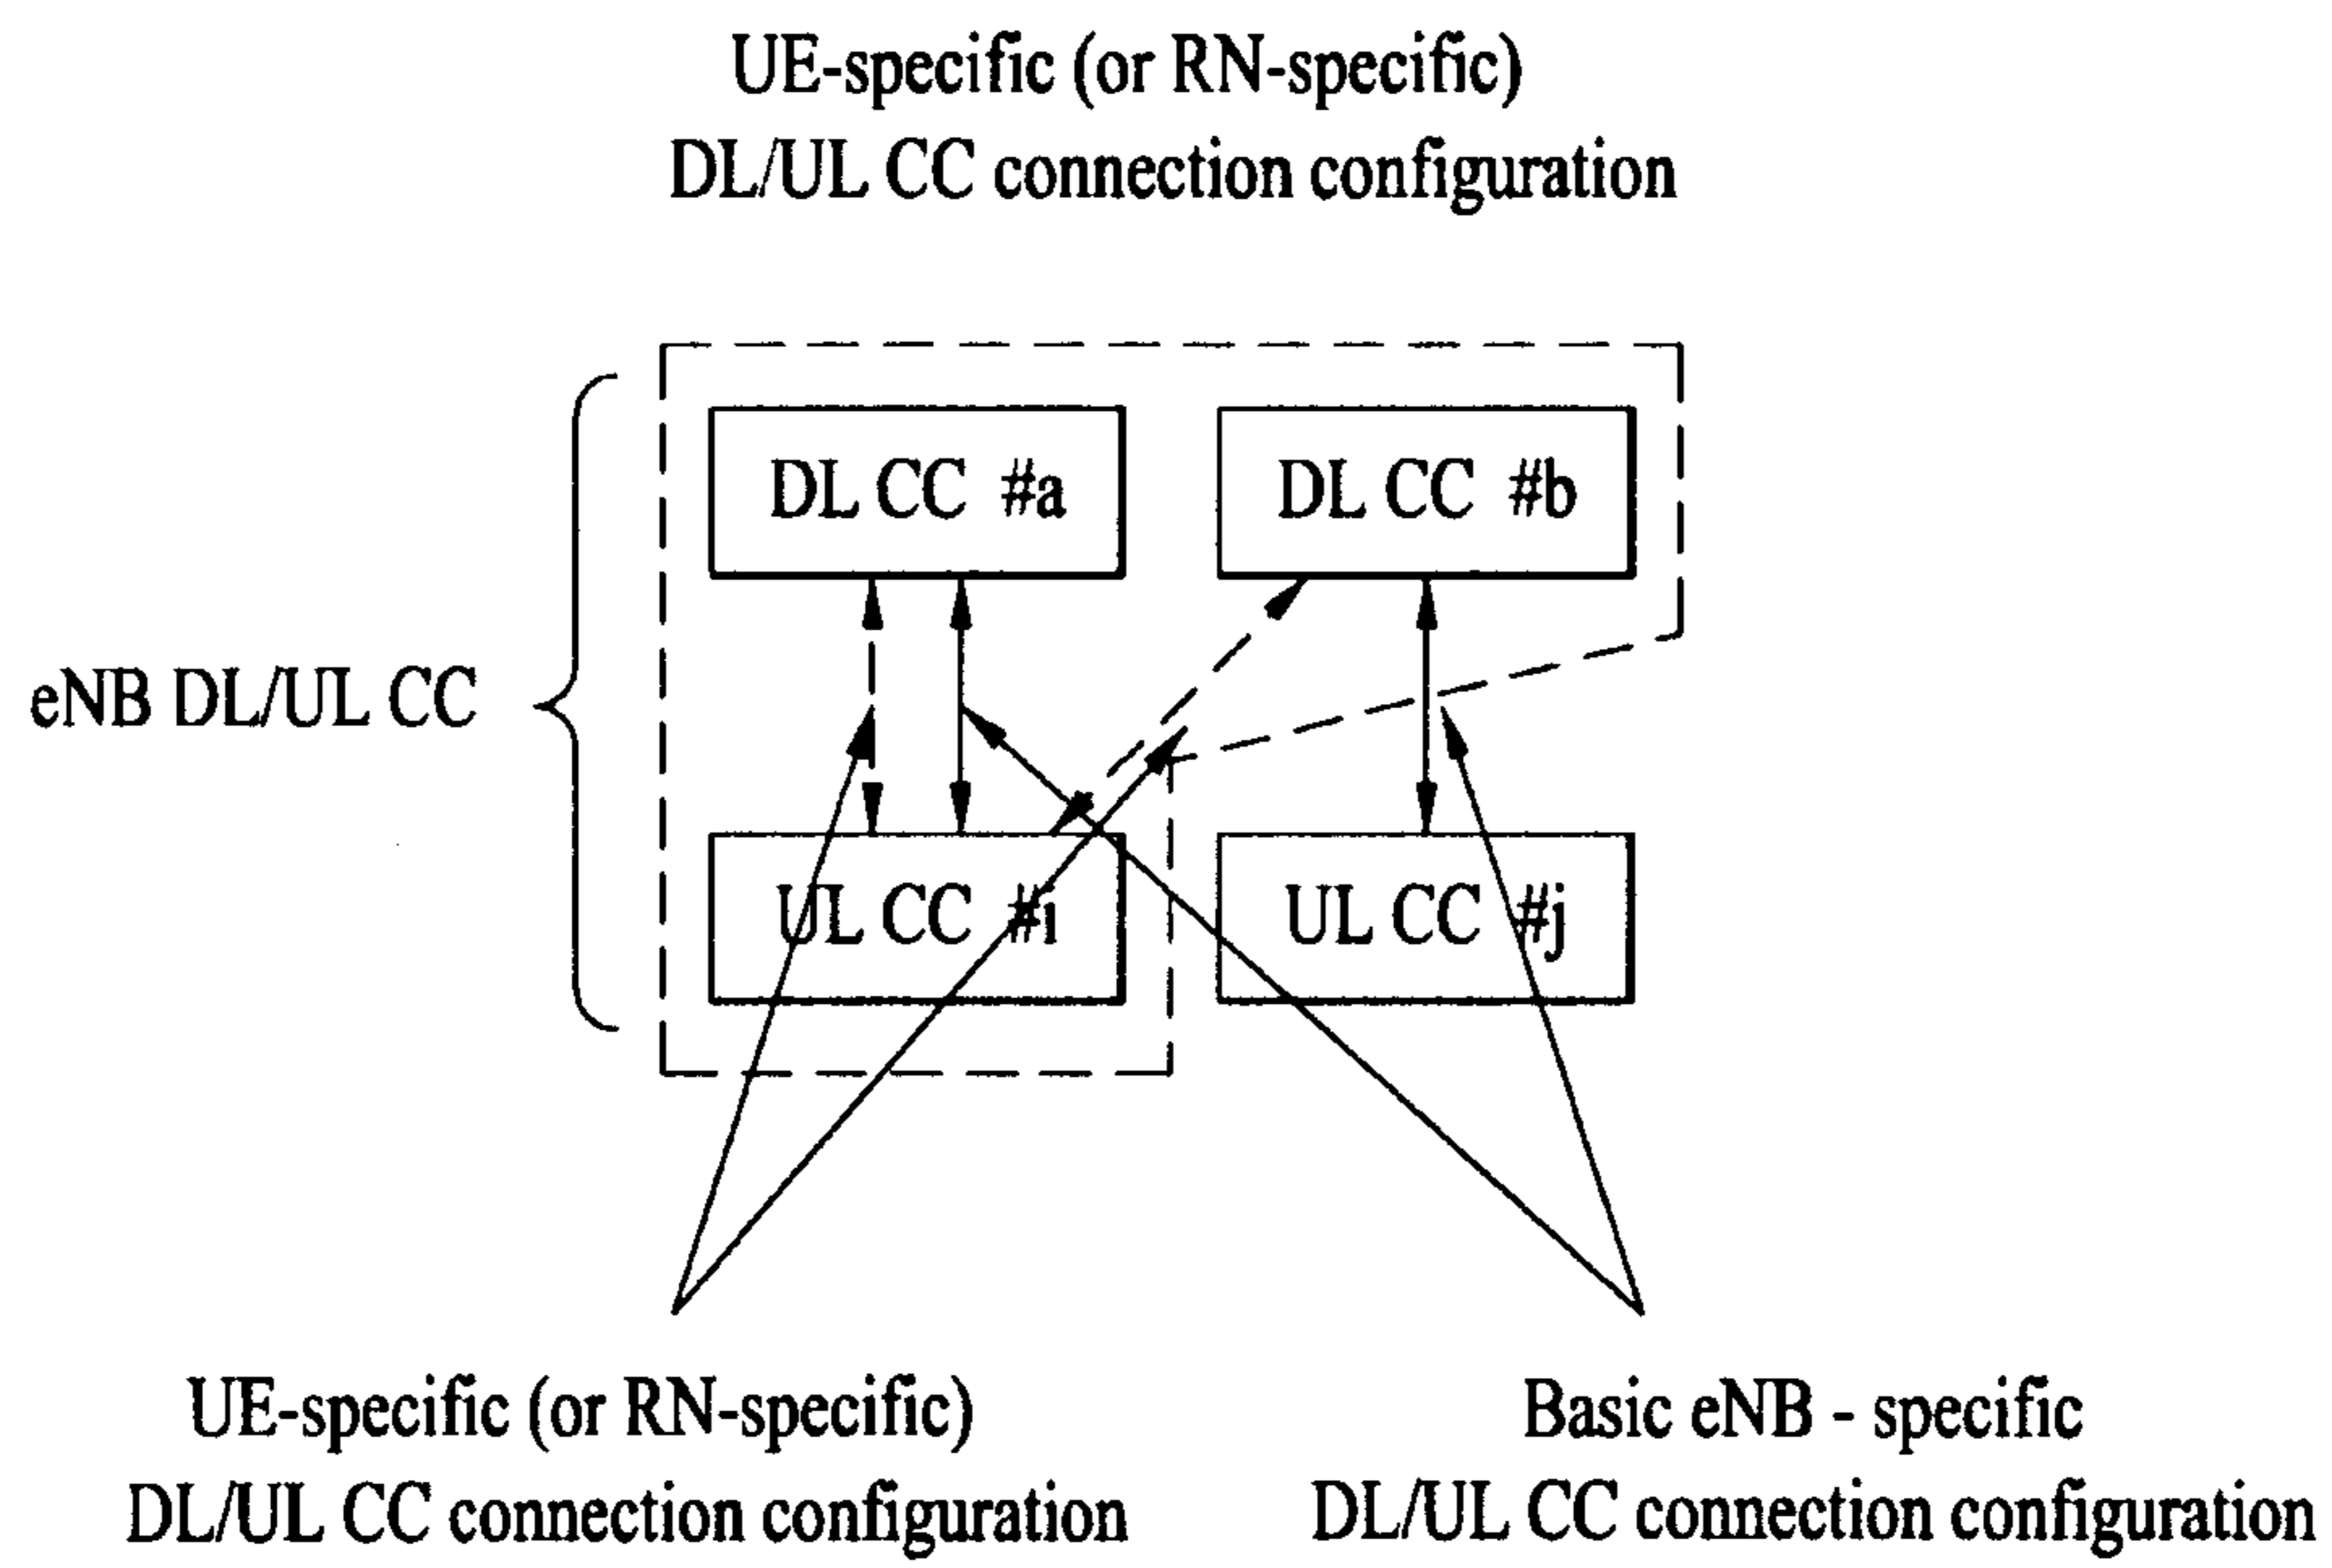 UE-specific (or RN-specific)
DL/UL CC connection configuration
DL CC #a
DL CC #b
eNB DL/UL CC
UL CC #i
UL CC #j
UE-specific (or RN-specific)
DL/UL CC connection configuration
Basic eNB - specific
DL/UL CC connection configuration